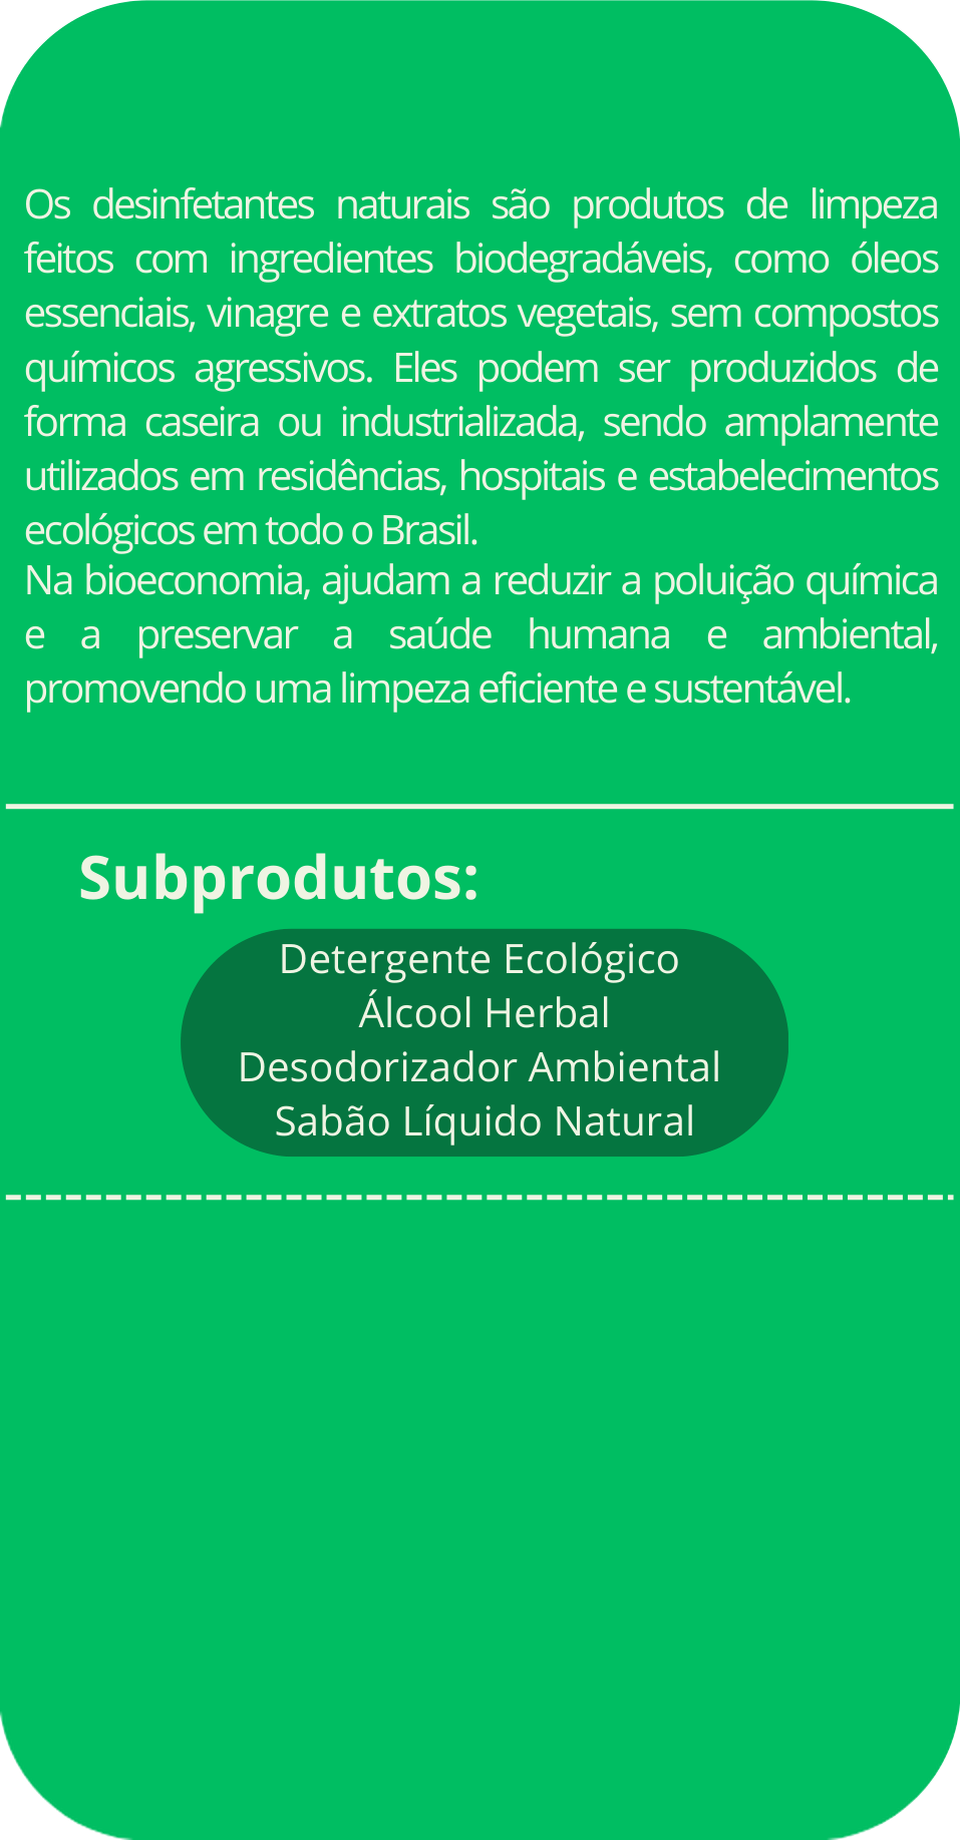 Os desinfetantes naturais são produtos de limpeza
feitos com ingredientes biodegradáveis, como óleos
essenciais, vinagre e extratos vegetais, sem compostos
químicos agressivos. Eles podem ser produzidos de
forma caseira ou industrializada, sendo amplamente
utilizados em residências, hospitais e estabelecimentos
ecológicos em todo o Brasil.
Na bioeconomia, ajudam a reduzir a poluição química
e a preservar a saúde humana e ambiental,
promovendo uma limpeza eficiente e sustentável.
Subprodutos:
Detergente Ecológico
Álcool Herbal
Desodorizador Ambiental
Sabão Líquido Natural